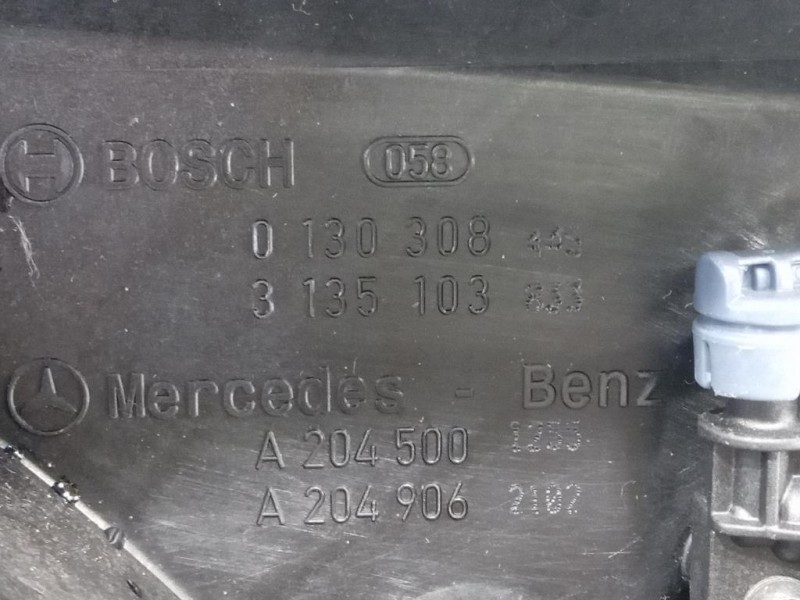 BOSCH 058
0 130 308
3 135 103
Mercedes - Benz
A 204 500
A 204 906 2102